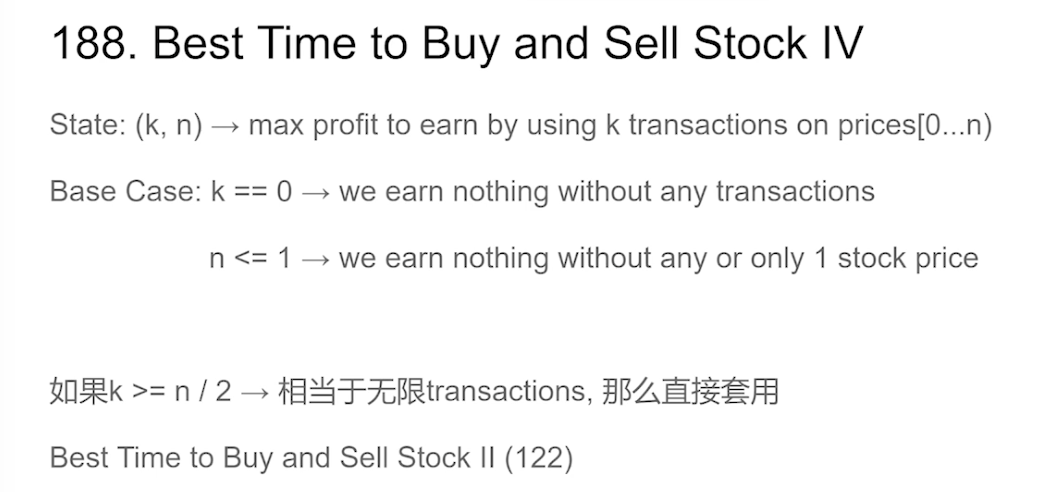 188. Best Time to Buy and Sell Stock IV
State: (k, n) → max profit to earn by using k transactions on prices[0...n)
Base Case: k == 0 → we earn nothing without any transactions
n <= 1 → we earn nothing without any or only 1 stock price
如果k >= n / 2 → 相当于无限transactions, 那么直接套用
Best Time to Buy and Sell Stock II (122)